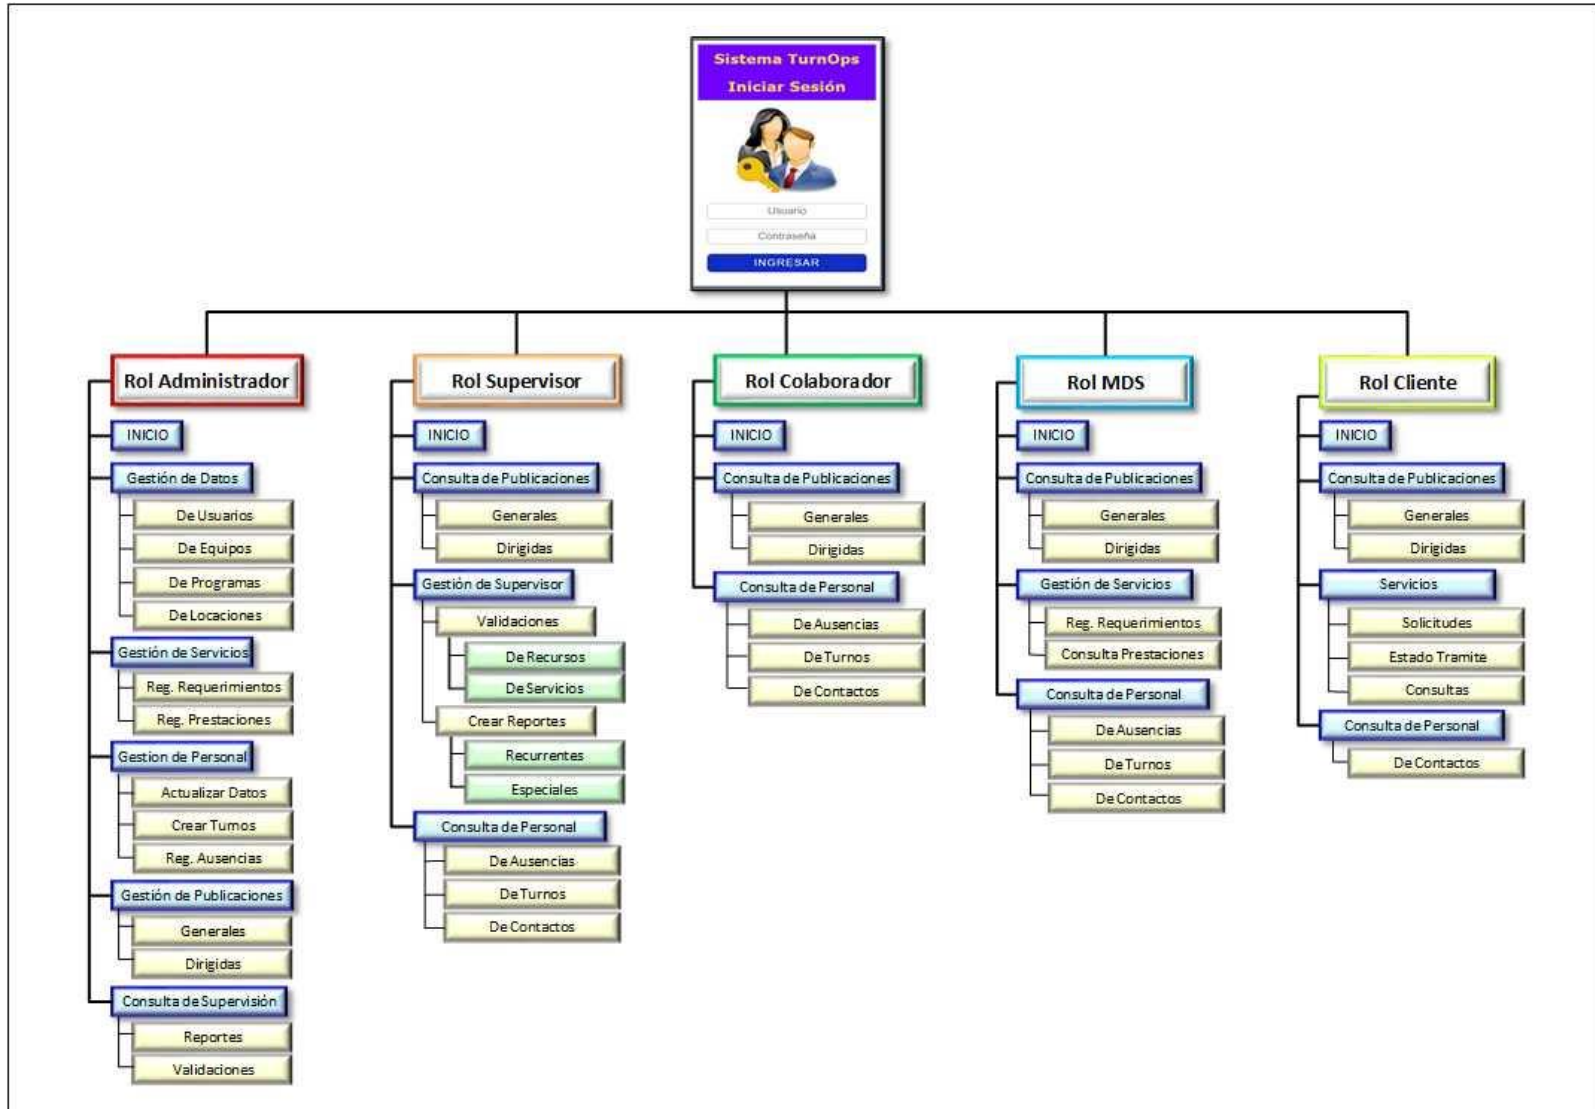 Sistema TurnOps
Iniciar Sesión
Usuario
Contraseña
INGRESAR
Rol Administrador
INICIO
Gestión de Datos
De Usuarios
De Equipos
De Programas
De Locaciones
Gestión de Servicios
Reg. Requerimientos
Reg. Prestaciones
Gestion de Personal
Actualizar Datos
Crear Turnos
Reg. Ausencias
Gestión de Publicaciones
Generales
Dirigidas
Consulta de Supervisión
Reportes
Validaciones
Rol Supervisor
INICIO
Consulta de Publicaciones
Generales
Dirigidas
Gestión de Supervisor
Validaciones
De Recursos
De Servicios
Crear Reportes
Recurrentes
Especiales
Consulta de Personal
De Ausencias
De Turnos
De Contactos
Rol Colaborador
INICIO
Consulta de Publicaciones
Generales
Dirigidas
Consulta de Personal
De Ausencias
De Turnos
De Contactos
Rol MDS
INICIO
Consulta de Publicaciones
Generales
Dirigidas
Gestión de Servicios
Reg. Requerimientos
Consulta Prestaciones
Consulta de Personal
De Ausencias
De Turnos
De Contactos
Rol Cliente
INICIO
Consulta de Publicaciones
Generales
Dirigidas
Servicios
Solicitudes
Estado Tramite
Consultas
Consulta de Personal
De Contactos